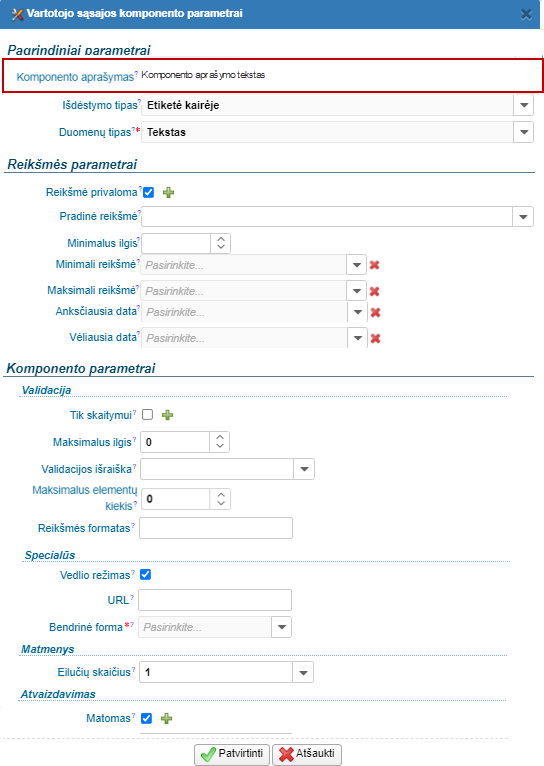 Vartotojo sąsajos komponento parametrai
Pagrindiniai parametrai
Komponento aprašymas? Komponento aprašymo tekstas
Išdėstymo tipas? Etiketė kairėje
Duomenų tipas?* Tekstas
Reikšmės parametrai
Reikšmė privaloma?
Pradinė reikšmė?
Minimalus ilgis?
Minimali reikšmė? Pasirinkite...
Maksimali reikšmė? Pasirinkite...
Anksčiausia data? Pasirinkite...
Vėliausia data? Pasirinkite...
Komponento parametrai
Validacija
Tik skaitymui?
Maksimalus ilgis? 0
Validacijos išraiška?
Maksimalus elementų
kiekis? 0
Reikšmės formatas?
Specialūs
Vedlio režimas?
URL?
Bendrinė forma*? Pasirinkite...
Matmenys
Eilučių skaičius? 1
Atvaizdavimas
Matomas?
Patvirtinti Atšaukti